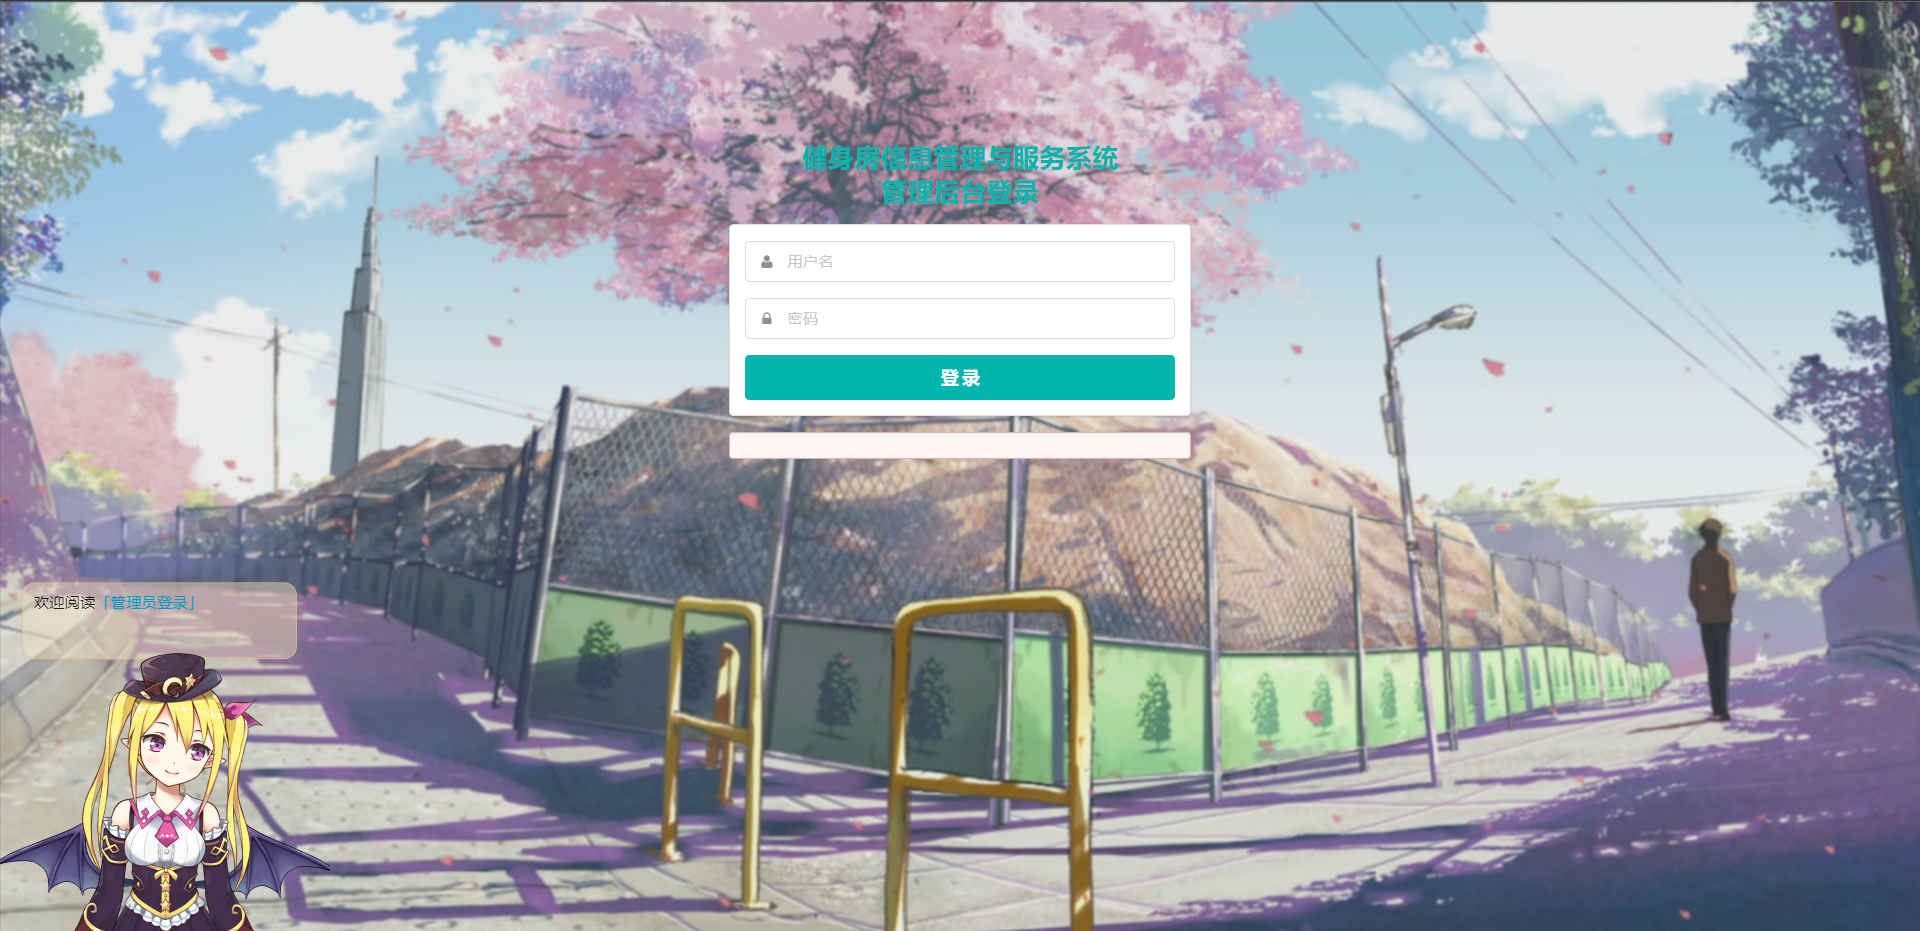 健身房信息管理与服务系统
管理后台登录
用户名
密码
登录
欢迎阅读「管理员登录」